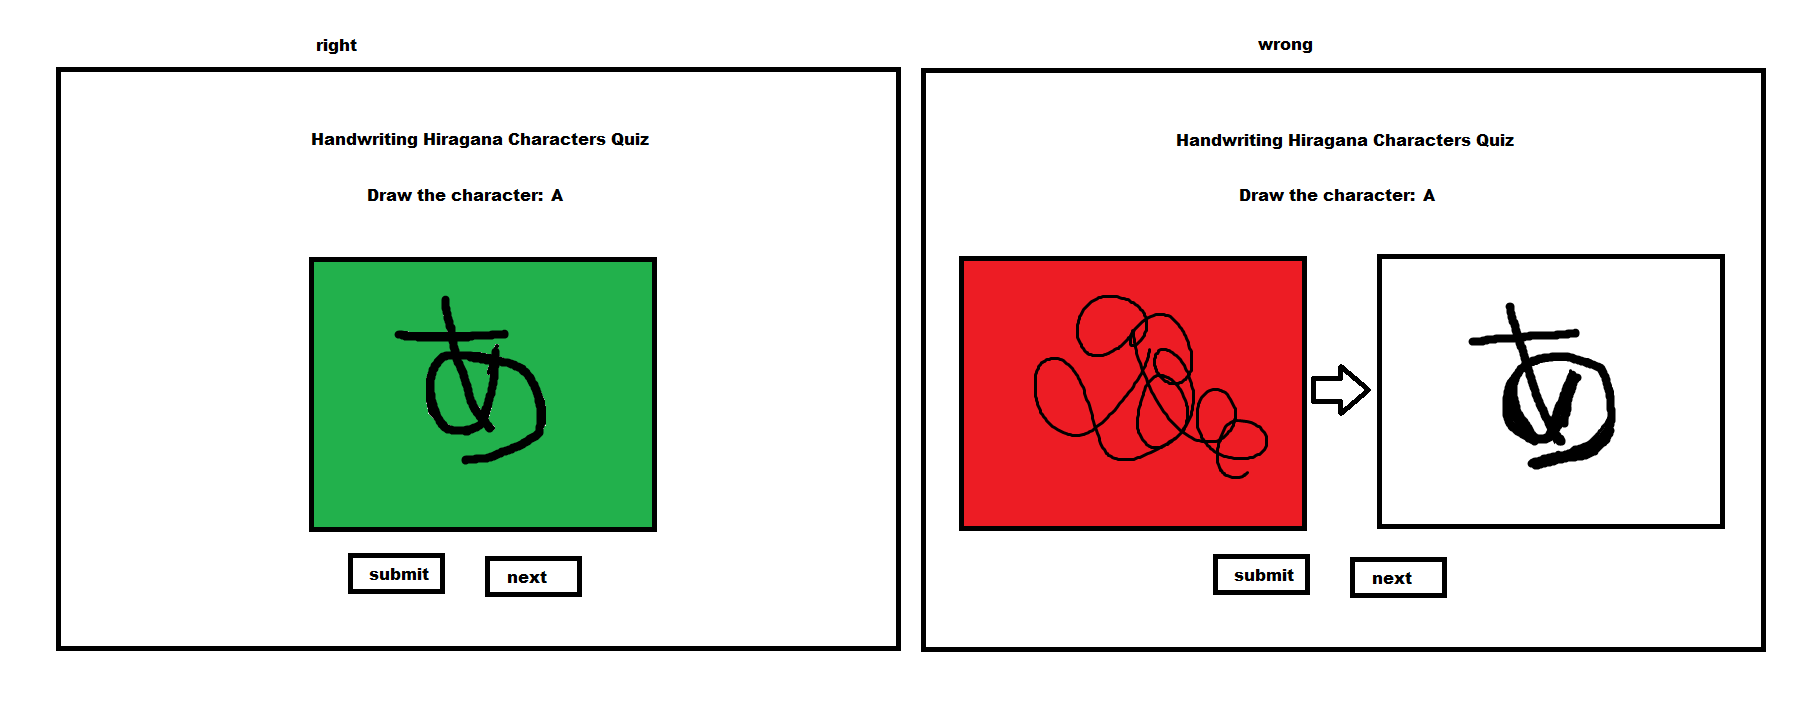 right
Handwriting Hiragana Characters Quiz
Draw the character: A
あ
submit
next
wrong
Handwriting Hiragana Characters Quiz
Draw the character: A
あ
submit
next